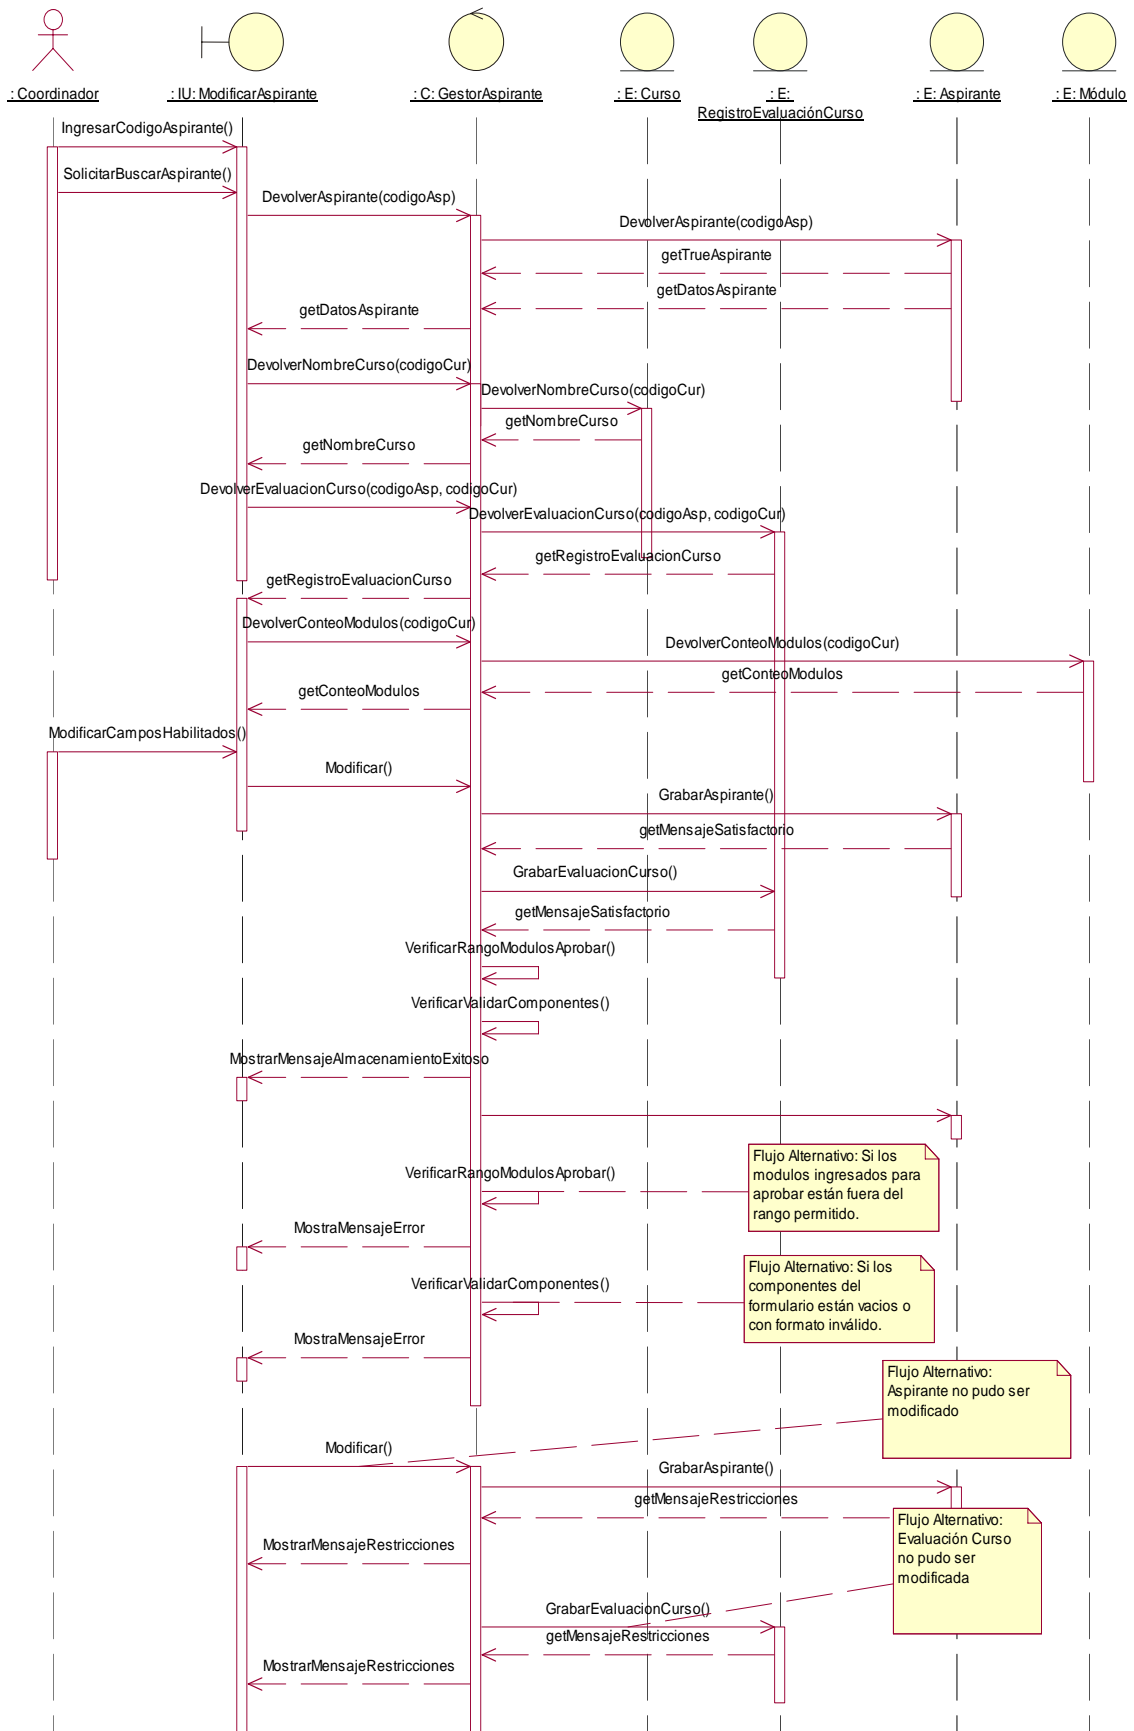 : Coordinador
: IU: ModificarAspirante
: C: GestorAspirante
: E: Curso
: E:
RegistroEvaluaciónCurso
: E: Aspirante
: E: Módulo
IngresarCodigoAspirante()
SolicitarBuscarAspirante()
DevolverAspirante(codigoAsp)
DevolverAspirante(codigoAsp)
getTrueAspirante
getDatosAspirante
getDatosAspirante
DevolverNombreCurso(codigoCur)
DevolverNombreCurso(codigoCur)
getNombreCurso
getNombreCurso
DevolverEvaluacionCurso(codigoAsp, codigoCur)
DevolverEvaluacionCurso(codigoAsp, codigoCur)
getRegistroEvaluacionCurso
getRegistroEvaluacionCurso
DevolverConteoModulos(codigoCur)
DevolverConteoModulos(codigoCur)
getConteoModulos
getConteoModulos
ModificarCamposHabilitados()
Modificar()
GrabarAspirante()
getMensajeSatisfactorio
GrabarEvaluacionCurso()
getMensajeSatisfactorio
VerificarRangoModulosAprobar()
VerificarValidarComponentes()
MostrarMensajeAlmacenamientoExitoso
Flujo Alternativo: Si los
modulos ingresados para
aprobar están fuera del
rango permitido.
VerificarRangoModulosAprobar()
MostraMensajeError
Flujo Alternativo: Si los
componentes del
formulario están vacios o
con formato inválido.
VerificarValidarComponentes()
MostraMensajeError
Flujo Alternativo:
Aspirante no pudo ser
modificado
Modificar()
GrabarAspirante()
getMensajeRestricciones
Flujo Alternativo:
Evaluación Curso
no pudo ser
modificada
MostrarMensajeRestricciones
GrabarEvaluacionCurso()
getMensajeRestricciones
MostrarMensajeRestricciones